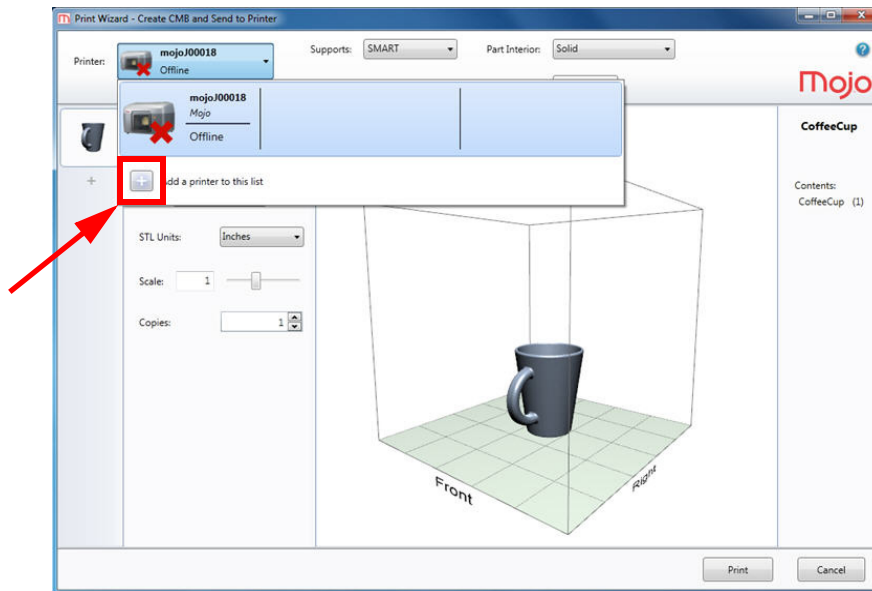 Print Wizard - Create CMB and Send to Printer
Printer:
mojoJ00018
Offline
Supports:
SMART
Part Interior:
Solid
Mojo
mojoJ00018
Mojo
Offline
dd a printer to this list
STL Units:
Inches
Scale:
1
Copies:
1
Front
Right
CoffeeCup
Contents:
CoffeeCup (1)
Print
Cancel